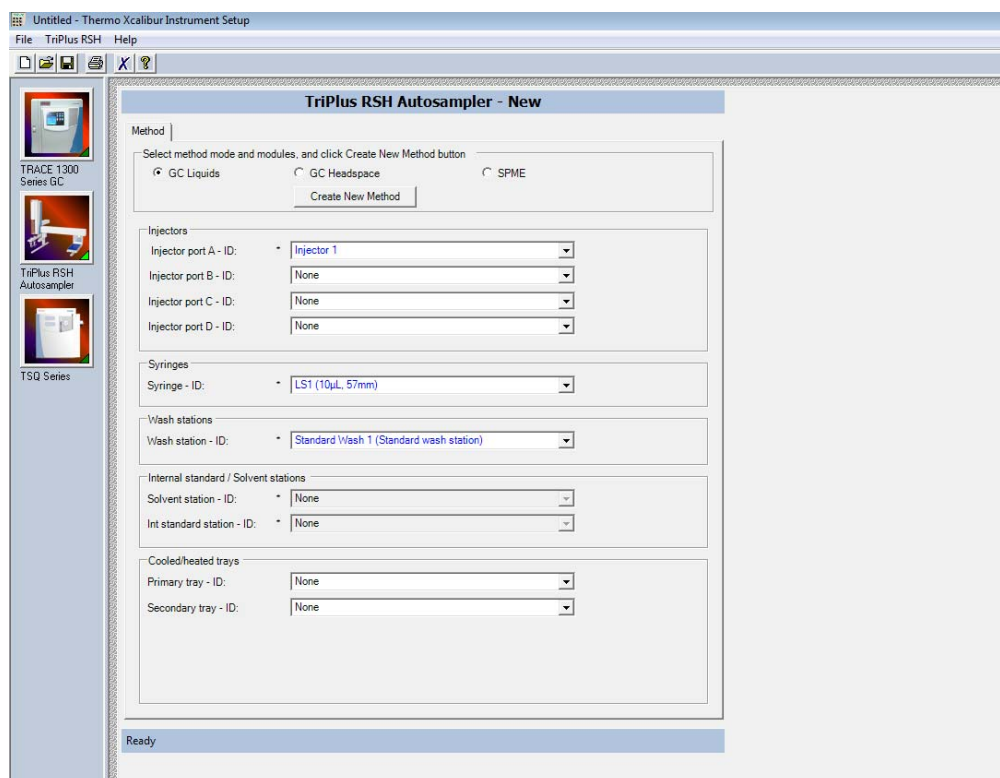 Untitled - Thermo Xcalibur Instrument Setup
File TriPlus RSH Help
TriPlus RSH Autosampler - New
Method
Select method mode and modules, and click Create New Method button
GC Liquids GC Headspace SPME
Create New Method
TRACE 1300
Series GC
TriPlus RSH
Autosampler
TSQ Series
Injectors
Injector port A - ID: * Injector 1
Injector port B - ID: None
Injector port C - ID: None
Injector port D - ID: None
Syringes
Syringe - ID: * LS1 (10µL, 57mm)
Wash stations
Wash station - ID: * Standard Wash 1 (Standard wash station)
Internal standard / Solvent stations
Solvent station - ID: * None
Int standard station - ID: * None
Cooled/heated trays
Primary tray - ID: None
Secondary tray - ID: None
Ready